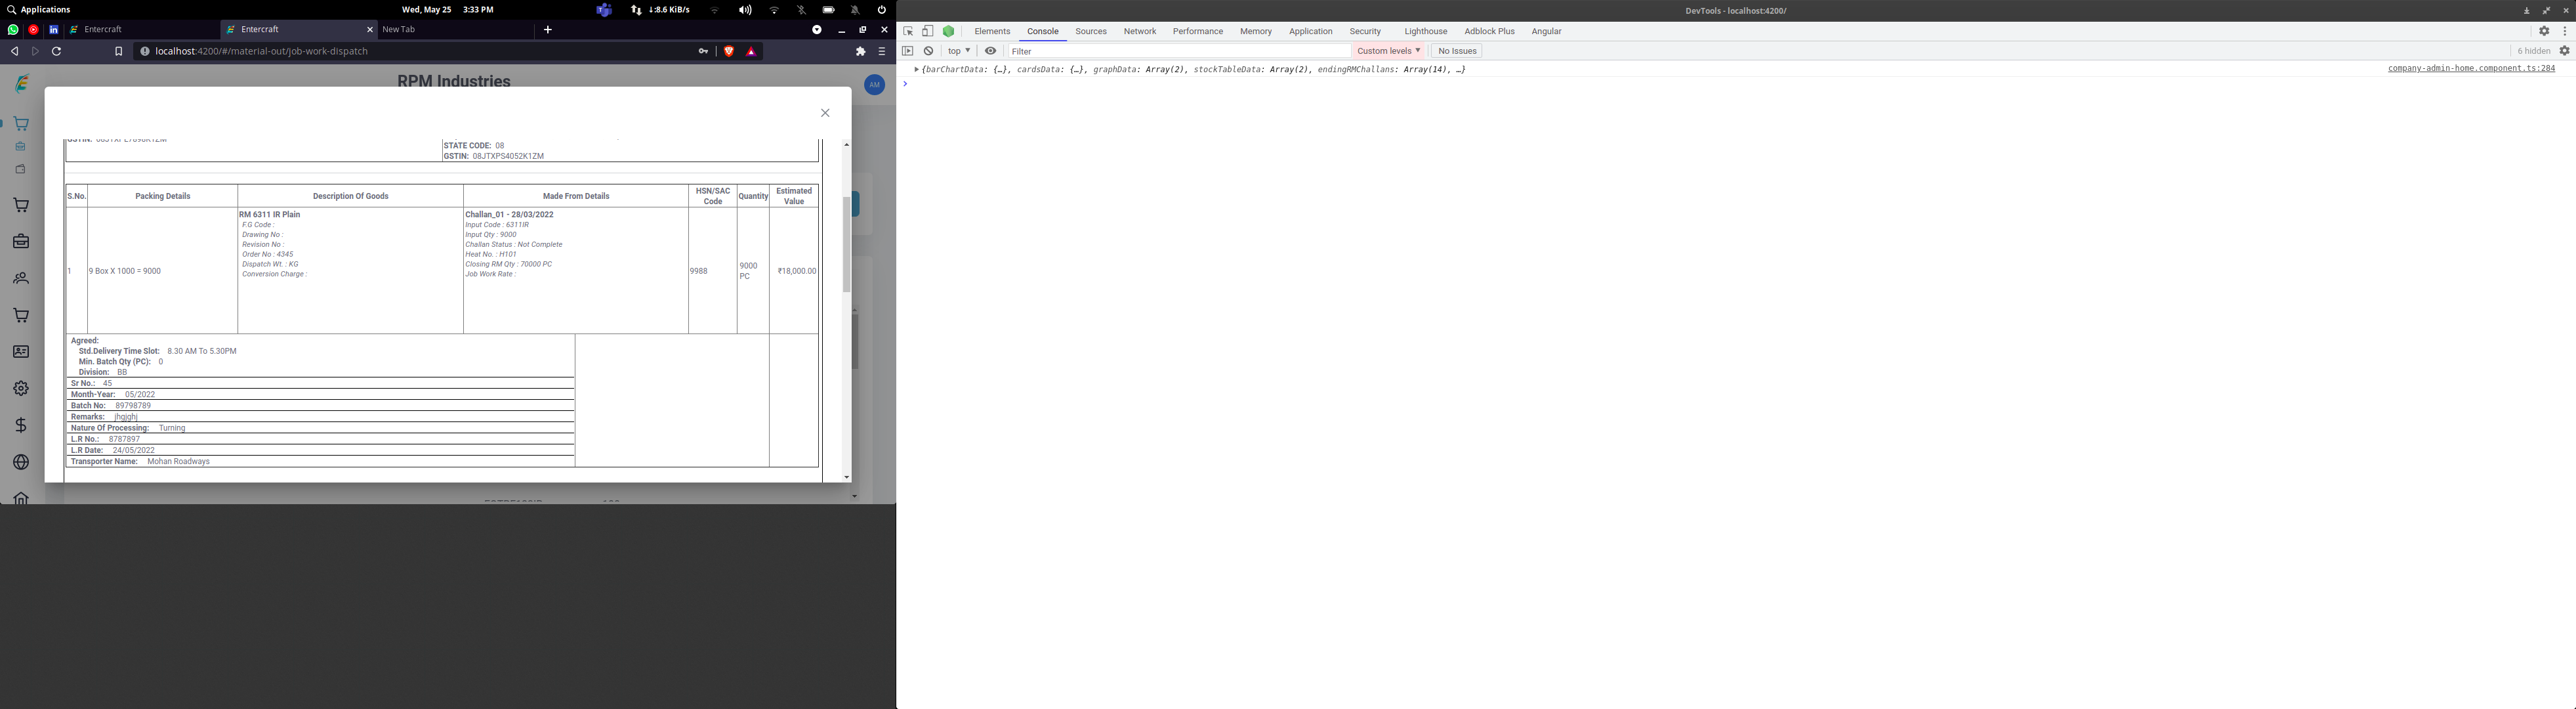 Applications
Wed, May 25 3:33 PM
↓:8.6 KiB/s
DevTools - localhost:4200/
Entercraft
Entercraft
New Tab
localhost:4200/#/material-out/job-work-dispatch
Elements Console Sources Network Performance Memory Application Security Lighthouse Adblock Plus Angular
top Filter Custom levels No Issues 6 hidden
{barChartData: {…}, cardsData: {…}, graphData: Array(2), stockTableData: Array(2), endingRMChallans: Array(14), …}
company-admin-home.component.ts:284
RPM Industries
AM
STATE CODE: 08
GSTIN: 08JTXPS4052K1ZM
S.No. Packing Details Description Of Goods Made From Details HSN/SAC Code Quantity Estimated Value
1
9 Box X 1000 = 9000
RM 6311 IR Plain
F.G Code :
Drawing No :
Revision No :
Order No : 4345
Dispatch Wt. : KG
Conversion Charge :
Challan_01 - 28/03/2022
Input Code : 6311IR
Input Qty : 9000
Challan Status : Not Complete
Heat No. : H101
Closing RM Qty : 70000 PC
Job Work Rate :
9988
9000
PC
₹18,000.00
Agreed:
Std.Delivery Time Slot: 8.30 AM To 5.30PM
Min. Batch Qty (PC): 0
Division: BB
Sr No.: 45
Month-Year: 05/2022
Batch No: 89798789
Remarks: jhgjghj
Nature Of Processing: Turning
L.R No.: 8787897
L.R Date: 24/05/2022
Transporter Name: Mohan Roadways